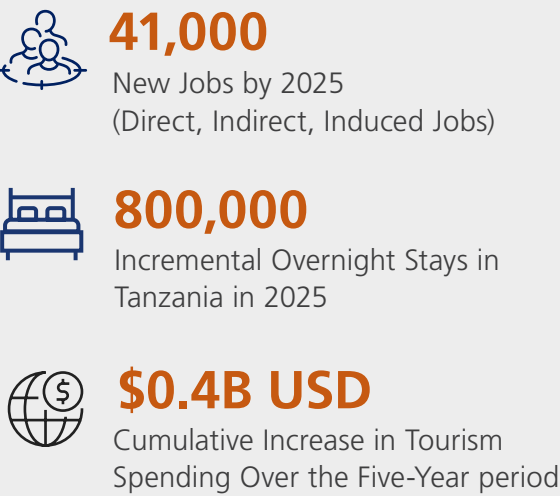 41,000
New Jobs by 2025
(Direct, Indirect, Induced Jobs)
800,000
Incremental Overnight Stays in
Tanzania in 2025
$
$0.4B USD
Cumulative Increase in Tourism
Spending Over the Five-Year period